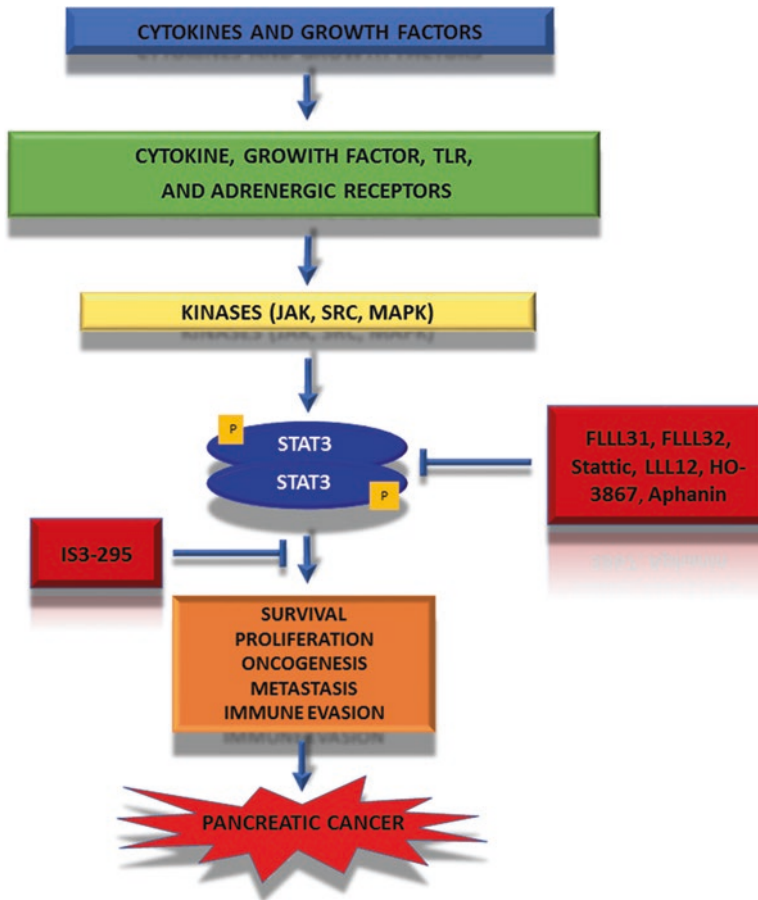 CYTOKINES AND GROWTH FACTORS
CYTOKINE, GROWTH FACTOR, TLR,
AND ADRENERGIC RECEPTORS
KINASES (JAK, SRC, MAPK)
P
STAT3
STAT3
P
FLLL31, FLLL32,
Stattic, LLL12, HO-
3867, Aphanin
IS3-295
SURVIVAL
PROLIFERATION
ONCOGENESIS
METASTASIS
IMMUNE EVASION
PANCREATIC CANCER